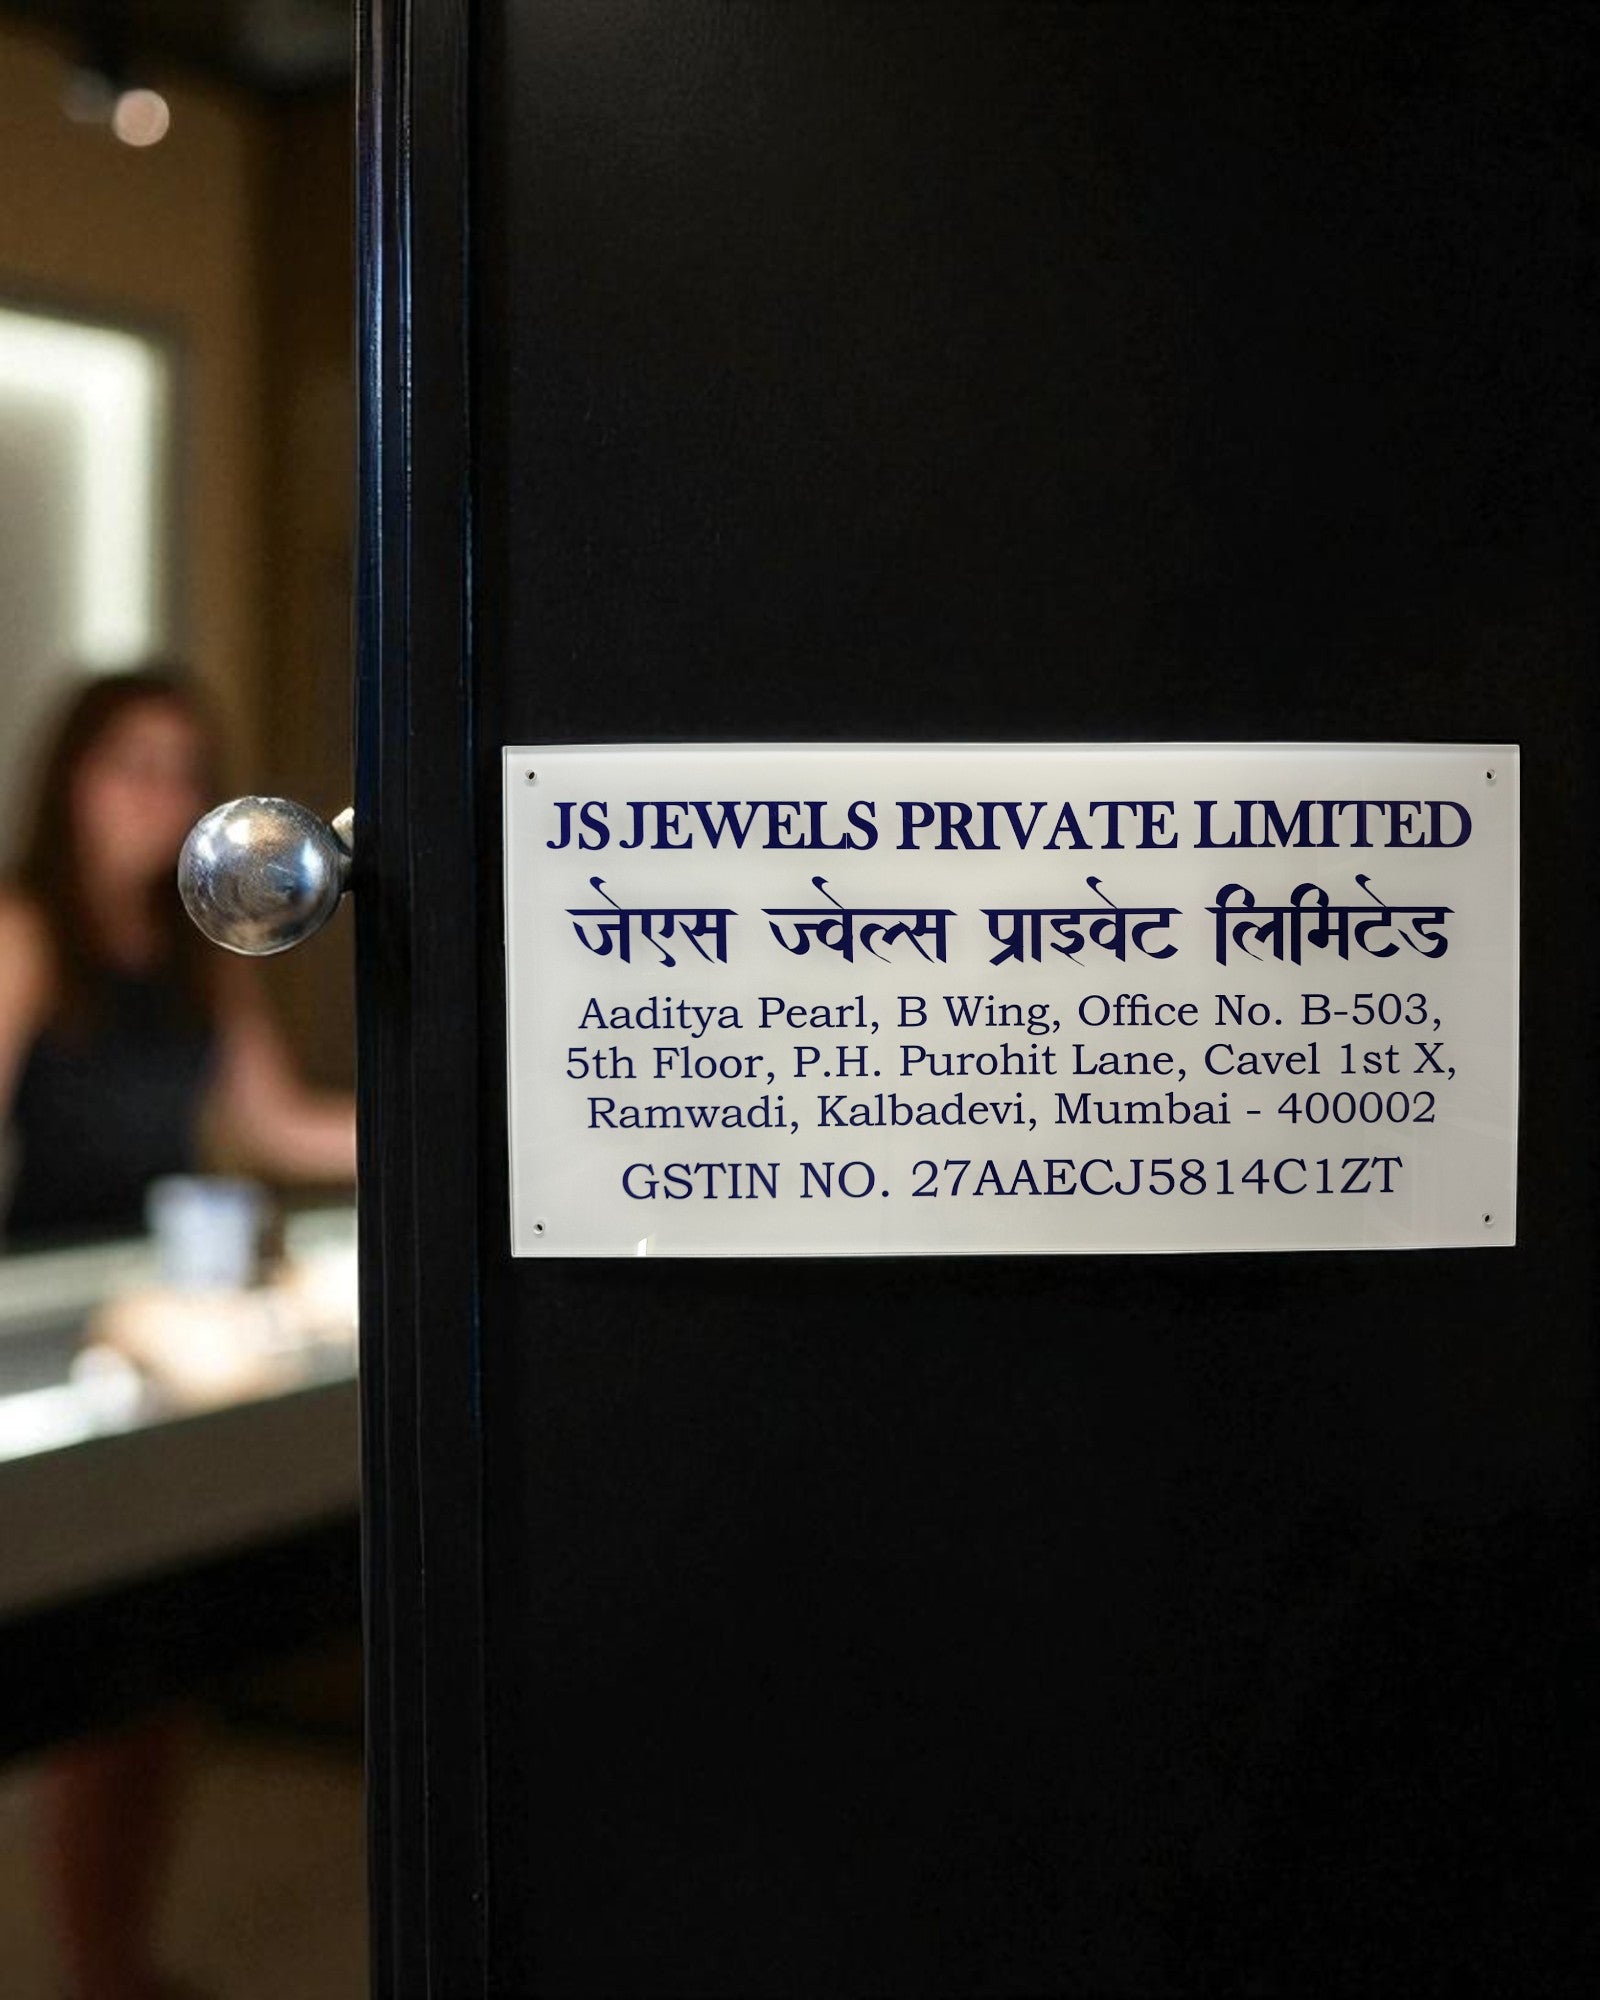 JS JEWELS PRIVATE LIMITED
जेएस ज्वेल्स प्राइवेट लिमिटेड
Aaditya Pearl, B Wing, Office No. B-503,
5th Floor, P.H. Purohit Lane, Cavel 1st X,
Ramwadi, Kalbadevi, Mumbai - 400002
GSTIN NO. 27AAECJ5814C1ZT